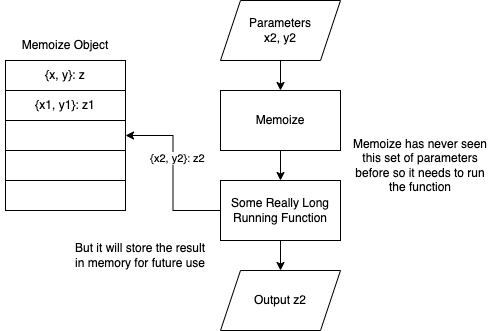 Parameters
x2, y2
Memoize Object
{x, y}: z
{x1, y1}: z1
Memoize
Memoize has never seen
this set of parameters
before so it needs to run
the function
{x2, y2}: z2
Some Really Long
Running Function
But it will store the result
in memory for future use
Output z2